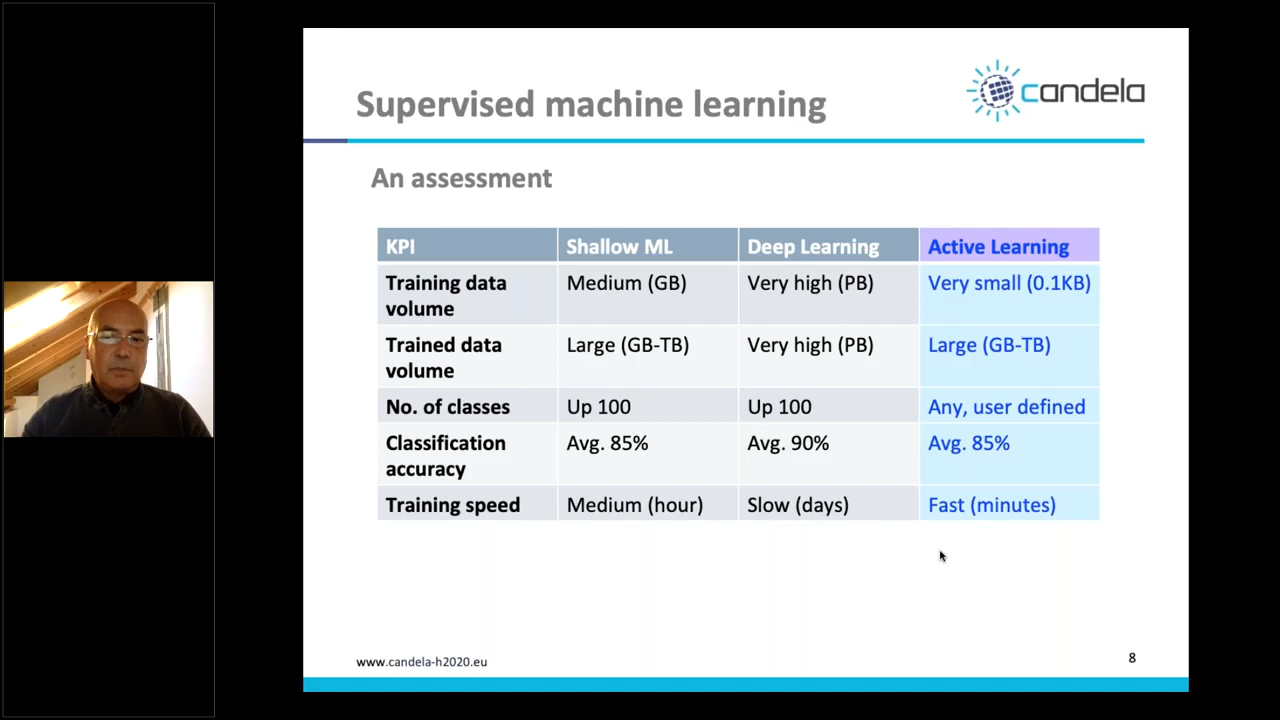 candela
Supervised machine learning
An assessment
KPI
Shallow ML
Deep Learning
Active Learning
Training data
volume
Medium (GB)
Very high (PB)
Very small (0.1KB)
Trained data
volume
Large (GB-TB)
Very high (PB)
Large (GB-TB)
No. of classes
Up 100
Up 100
Any, user defined
Classification
accuracy
Avg. 85%
Avg. 90%
Avg. 85%
Training speed
Medium (hour)
Slow (days)
Fast (minutes)
www.candela-h2020.eu
8